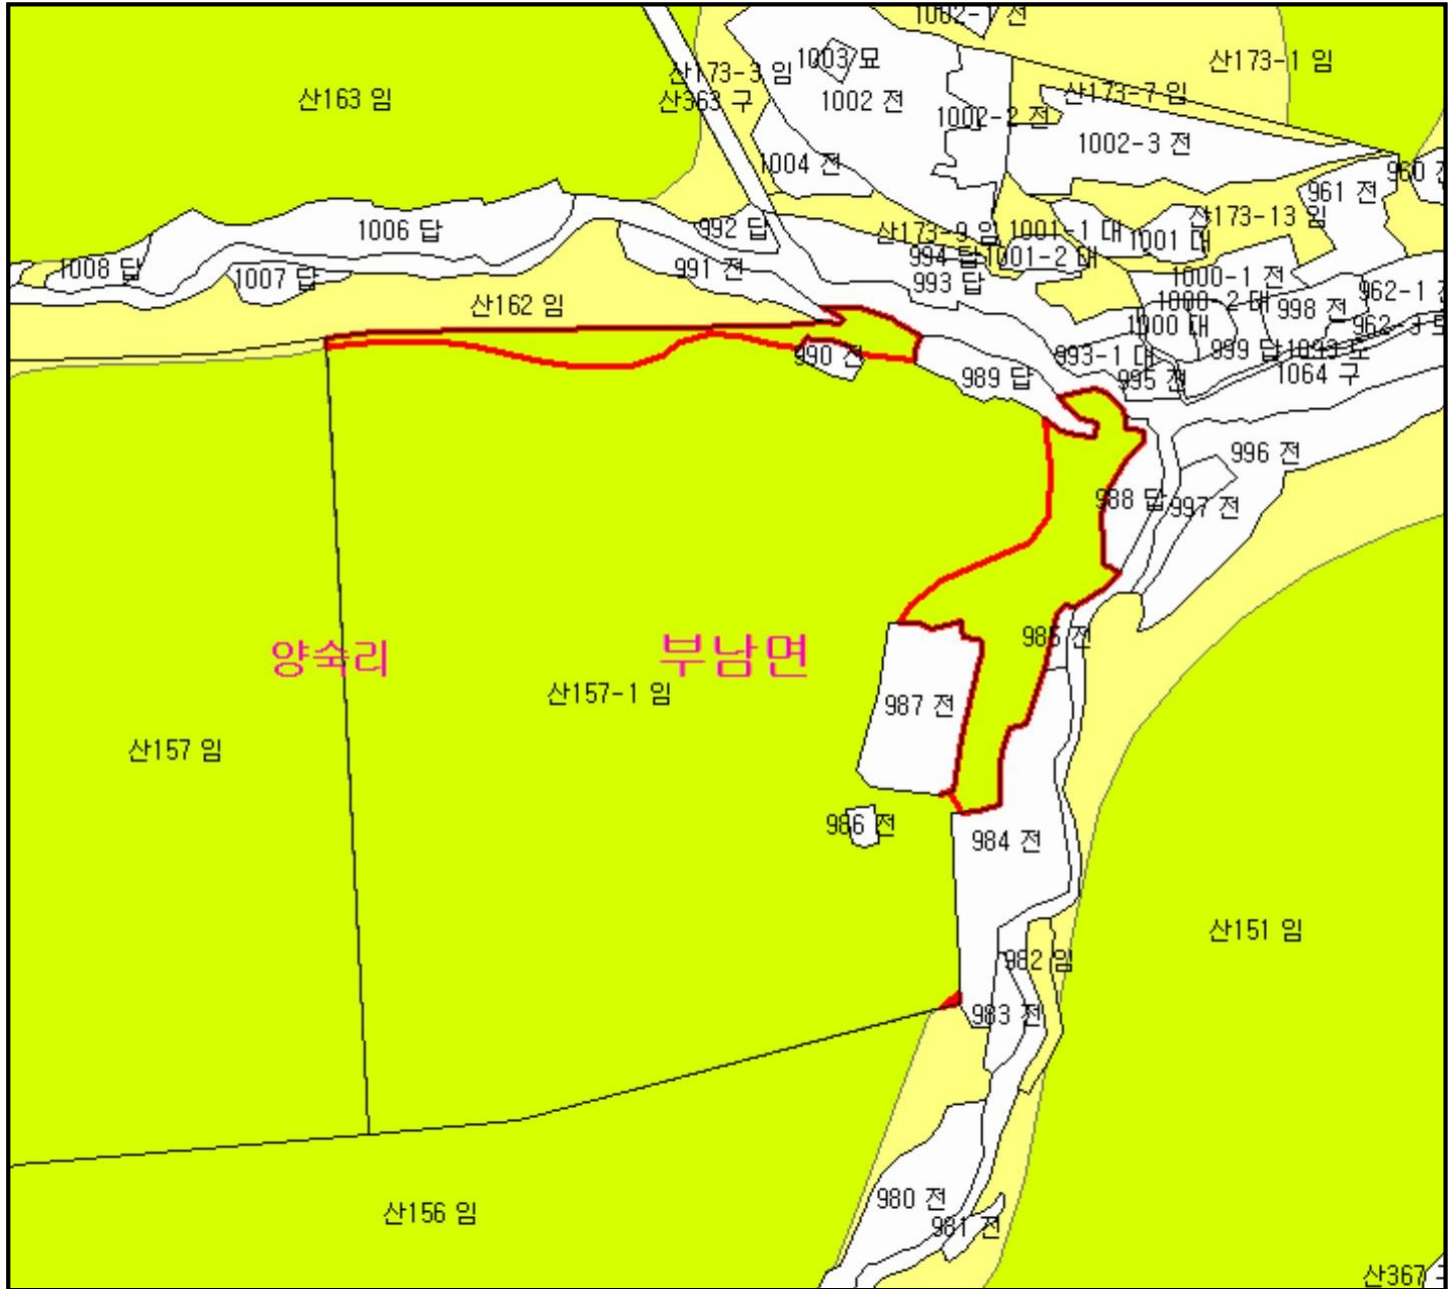 1002-1 전
1003 묘
산173-1 임
산173-3 임
산163 임
산363 구
1002 전
산173-7 임
1002-2 전
1002-3 전
1004 전
960
961 전
산173-13 임
992 답
1006 답
산173-9 임
1001-1 대
1001 대
994 답
1001-2 대
991 전
1008 답
1007 답
993 답
1000-1 전
962-1
1000-2 대
998 전
산162 임
1000 대
962-3
999 답
993-1 대
990 전
989 답
995 전
1064 구
996 전
988 답
997 전
985 전
양숙리
부남면
산157-1 임
987 전
산157 임
986 전
984 전
산151 임
982 임
983 전
980 전
산156 임
981 전
산367